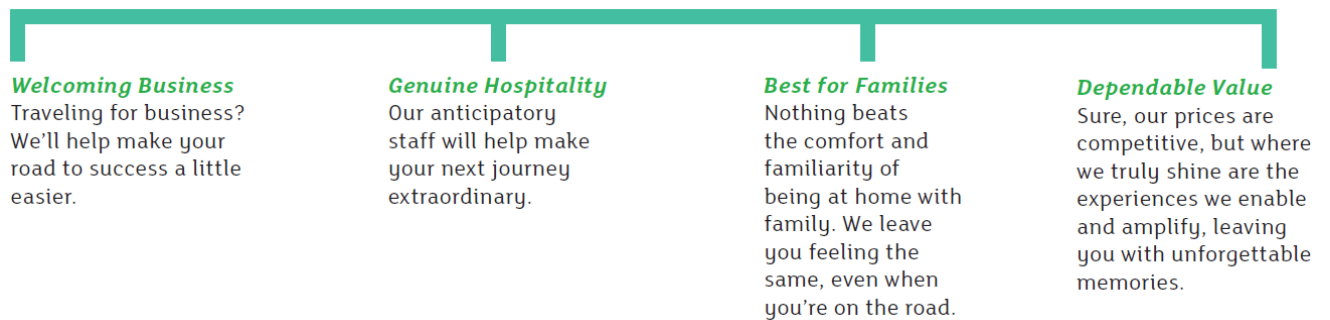 Welcoming Business
Traveling for business?
We'll help make your
road to success a little
easier.
Genuine Hospitality
Our anticipatory
staff will help make
your next journey
extraordinary.
Best for Families
Nothing beats
the comfort and
familiarity of
being at home with
family. We leave
you feeling the
same, even when
you're on the road.
Dependable Value
Sure, our prices are
competitive, but where
we truly shine are the
experiences we enable
and amplify, leaving
you with unforgettable
memories.